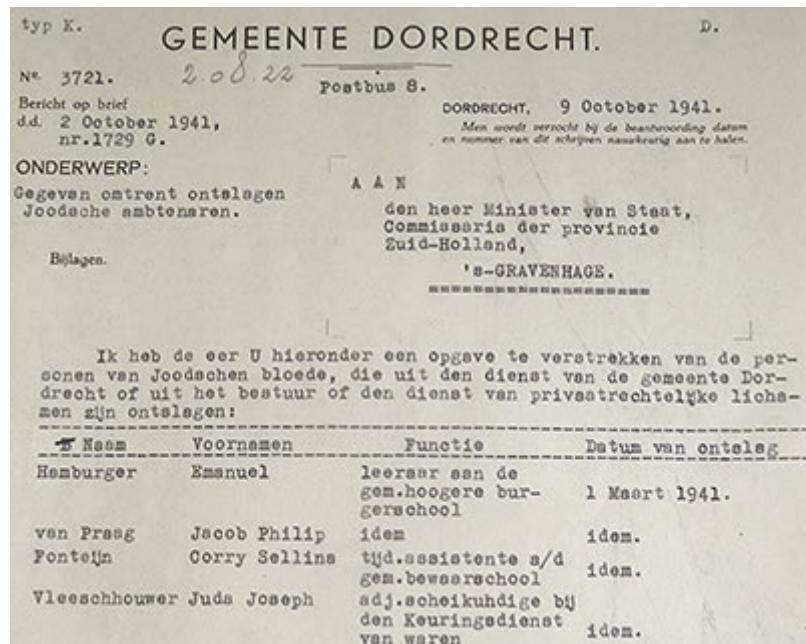 typ K.
D.
GEMEENTE DORDRECHT.
No. 3721.
2.08.22
Postbus 8.
Bericht op brief
d.d. 2 October 1941,
nr.1729 G.
DORDRECHT, 9 October 1941.
Men wordt verzocht bij de beantwoording datum
en nummer van dit schrijven nauwkeurig aan te halen.
ONDERWERP:
Gegeven omtrent ontslagen
Joodsche ambtenaren.
Bijlagen.
A A N
den heer Minister van Staat,
Commissaris der provincie
Zuid-Holland,
's-GRAVENHAGE.
Ik heb de eer U hieronder een opgave te verstrekken van de per-
sonen van Joodschen bloede, die uit den dienst van de gemeente Dor-
drecht of uit het bestuur of den dienst van privaatrechtelijke licha-
men zijn ontslagen:
Naam Voornamen Functie Datum van ontslag
Hamburger Emanuel leeraar aan de
gem.hoogere bur-
gerschool 1 Maart 1941.
van Praag Jacob Philip idem idem.
Fonteijn Corry Sellina tijd.assistente a/d
gem.bewaarschool idem.
Vleeschhouwer Juda Joseph adj.scheikuhdige bij
den Keuringsdienst
van waren idem.